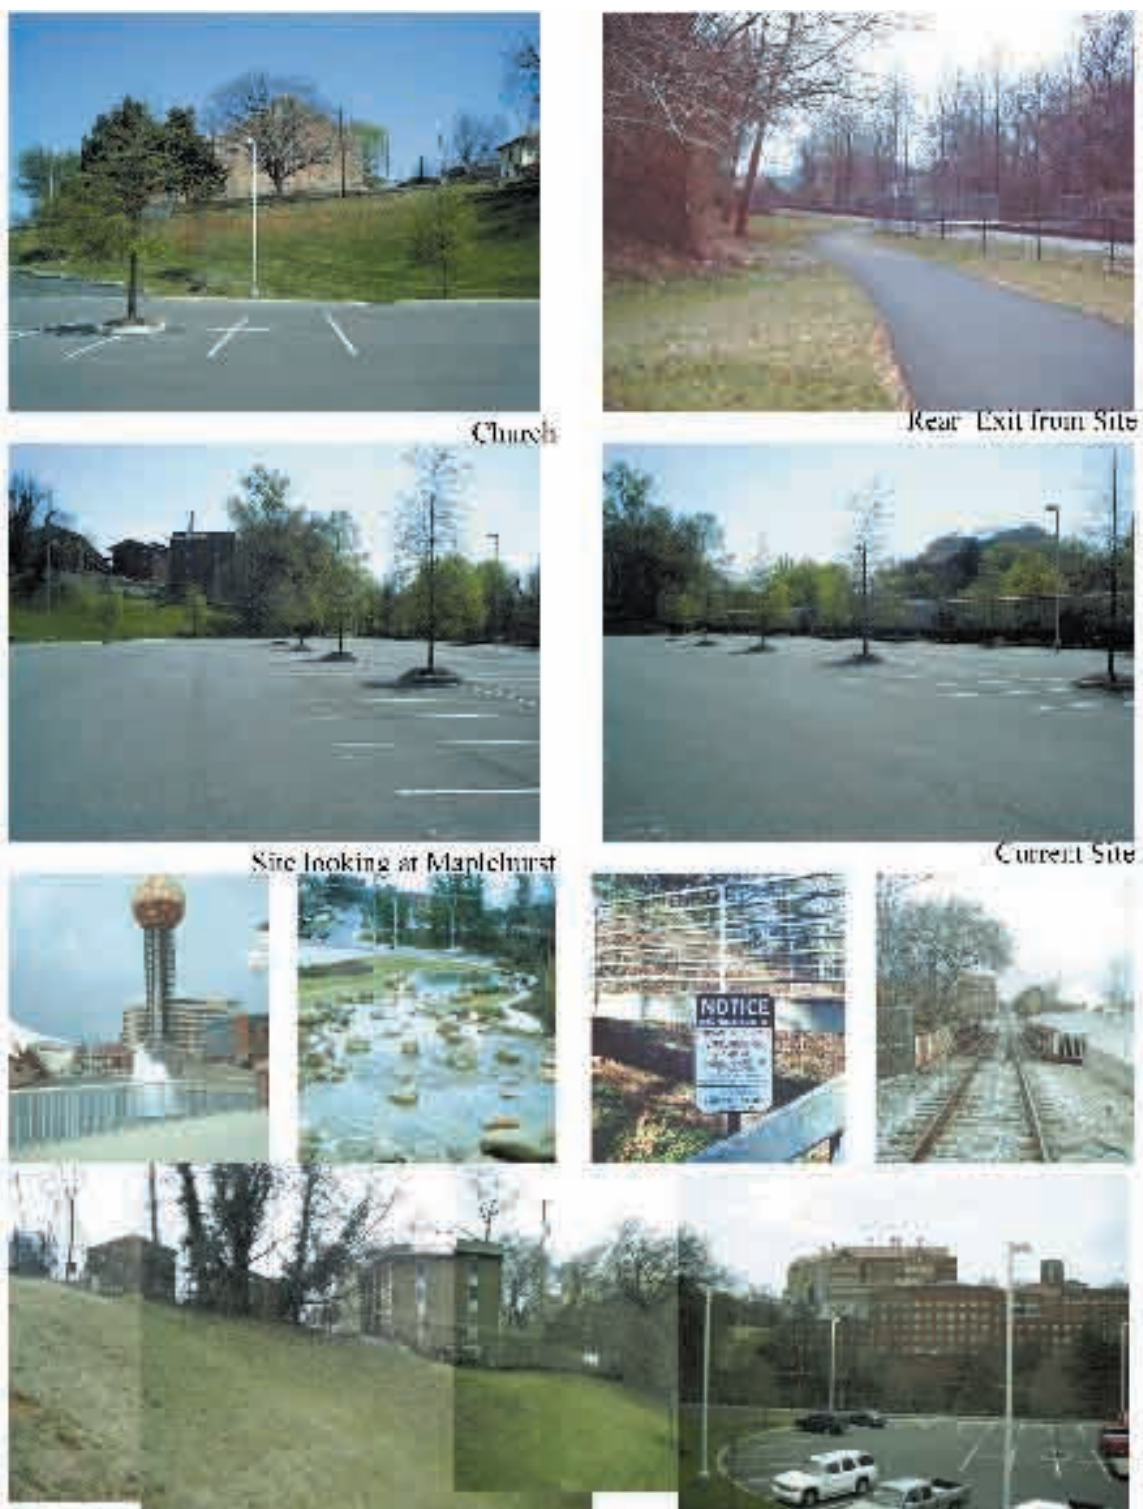 Church
Rear Exit from Site
Site looking at Maplehurst
Current Site
NOTICE